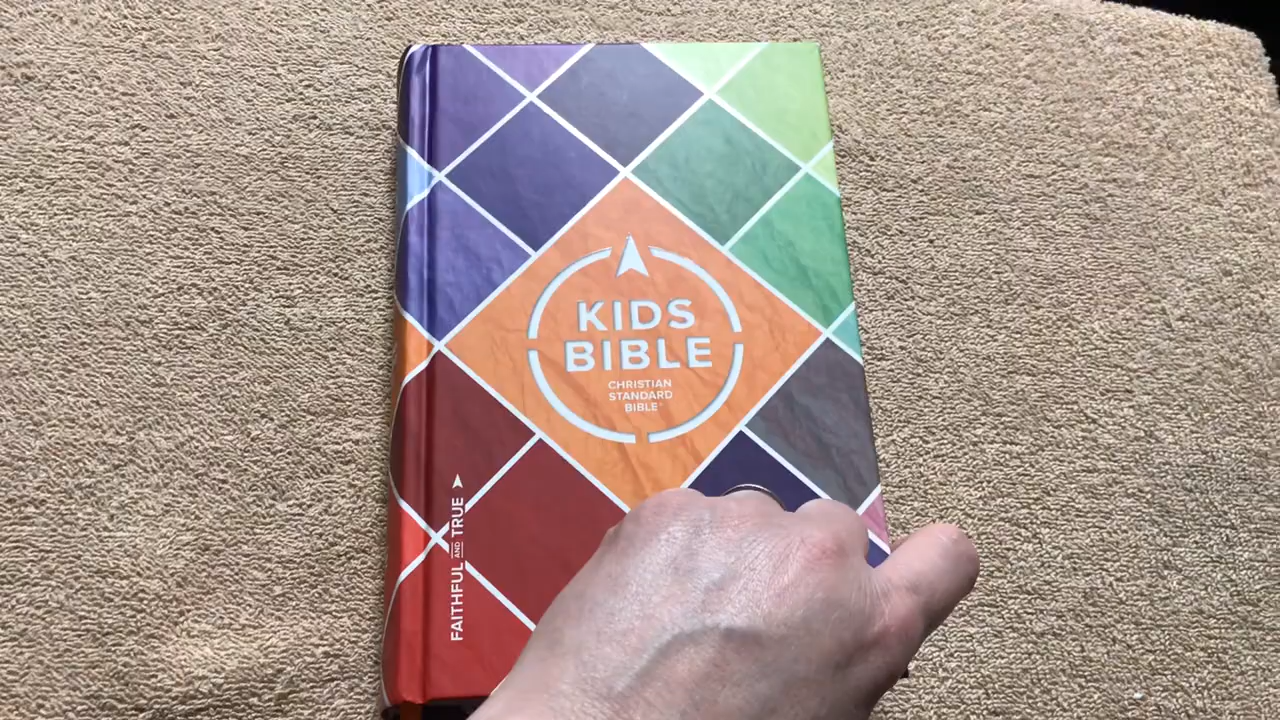 KIDS
BIBLE
CHRISTIAN
STANDARD
BIBLE®
FAITHFUL AND TRUE